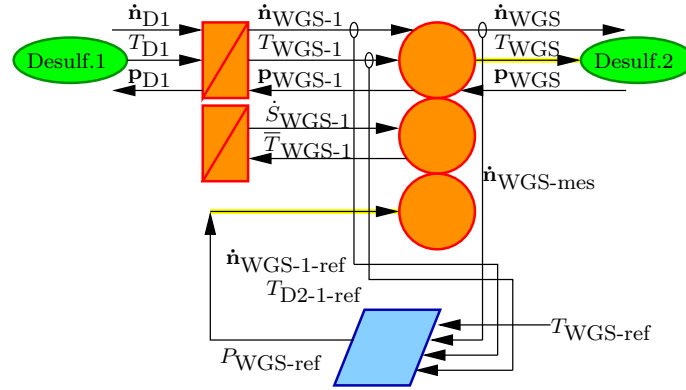 ṅD1 ṅWGS-1 ṅWGS
Desulf.1 TD1 TWGS-1 TWGS Desulf.2
pD1 pWGS-1 pWGS
ṠWGS-1
T̅WGS-1
ṅWGS-mes
ṅWGS-1-ref
TD2-1-ref
TWGS-ref
PWGS-ref